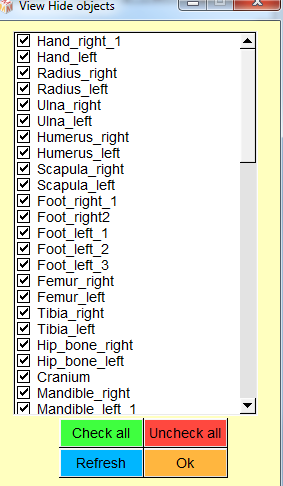 View Hide objects
Hand_right_1
Hand_left
Radius_right
Radius_left
Ulna_right
Ulna_left
Humerus_right
Humerus_left
Scapula_right
Scapula_left
Foot_right_1
Foot_right2
Foot_left_1
Foot_left_2
Foot_left_3
Femur_right
Femur_left
Tibia_right
Tibia_left
Hip_bone_right
Hip_bone_left
Cranium
Mandible_right
Mandible_left_1
Check all Uncheck all
Refresh Ok